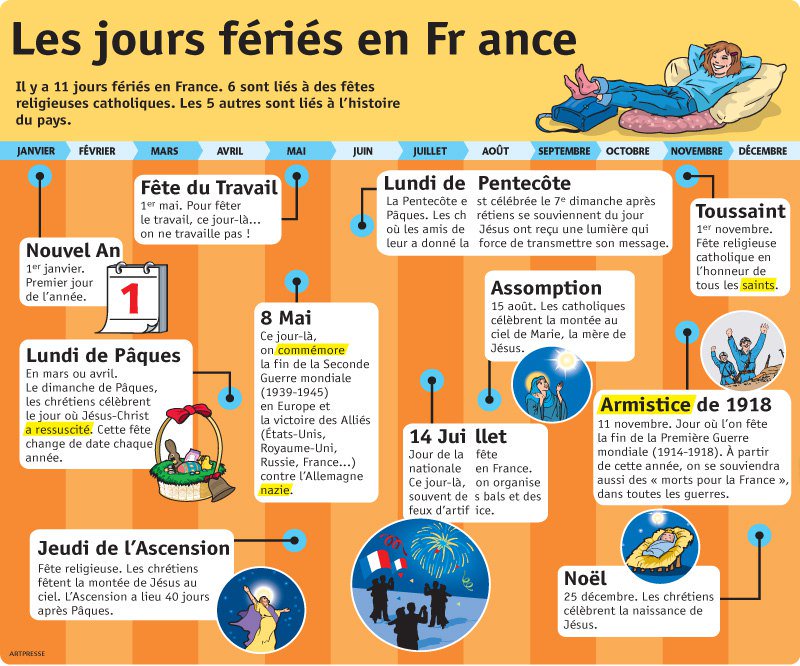 Les jours fériés en Fr ance
Il y a 11 jours fériés en France. 6 sont liés à des fêtes
religieuses catholiques. Les 5 autres sont liés à l'histoire
du pays.
JANVIER FÉVRIER MARS AVRIL MAI JUIN JUILLET AOÛT SEPTEMBRE OCTOBRE NOVEMBRE DÉCEMBRE
Nouvel An
1er janvier.
Premier jour
de l'année.
1
Fête du Travail
1er mai. Pour fêter
le travail, ce jour-là...
on ne travaille pas !
Lundi de Pentecôte
La Pentecôte e st célébrée le 7e dimanche après
Pâques. Les ch rétiens se souviennent du jour
où les amis de Jésus ont reçu une lumière qui
leur a donné la force de transmettre son message.
Toussaint
1er novembre.
Fête religieuse
catholique en
l'honneur de
tous les saints.
Lundi de Pâques
En mars ou avril.
Le dimanche de Pâques,
les chrétiens célèbrent
le jour où Jésus-Christ
a ressuscité. Cette fête
change de date chaque
année.
8 Mai
Ce jour-là,
on commémore
la fin de la Seconde
Guerre mondiale
(1939-1945)
en Europe et
la victoire des Alliés
(États-Unis,
Royaume-Uni,
Russie, France...)
contre l'Allemagne
nazie.
Assomption
15 août. Les catholiques
célèbrent la montée au
ciel de Marie, la mère de
Jésus.
14 Jui llet
Jour de la fête
nationale en France.
Ce jour-là, on organise
souvent de s bals et des
feux d'artif ice.
Armistice de 1918
11 novembre. Jour où l'on fête
la fin de la Première Guerre
mondiale (1914-1918). À partir
de cette année, on se souviendra
aussi des « morts pour la France »,
dans toutes les guerres.
Jeudi de l'Ascension
Fête religieuse. Les chrétiens
fêtent la montée de Jésus au
ciel. L'Ascension a lieu 40 jours
après Pâques.
Noël
25 décembre. Les chrétiens
célèbrent la naissance de
Jésus.
ARTPRESSE